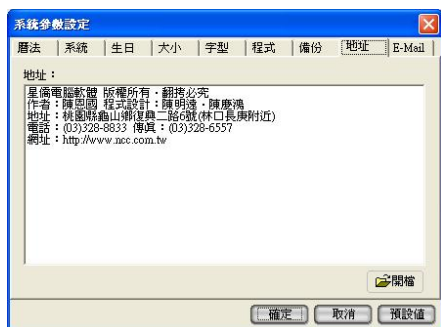 系統參數設定
曆法 系統 生日 大小 字型 程式 備份 地址 E-Mail
地址：
星僑電腦軟體 版權所有．翻拷必究
作者：陳恩國 程式設計：陳明遠．陳慶鴻
地址：桃園縣龜山鄉復興二路6號(林口長庚附近)
電話：(03)328-8833 傳真：(03)328-6557
網址：http://www.ncc.com.tw
開檔
確定 取消 預設值